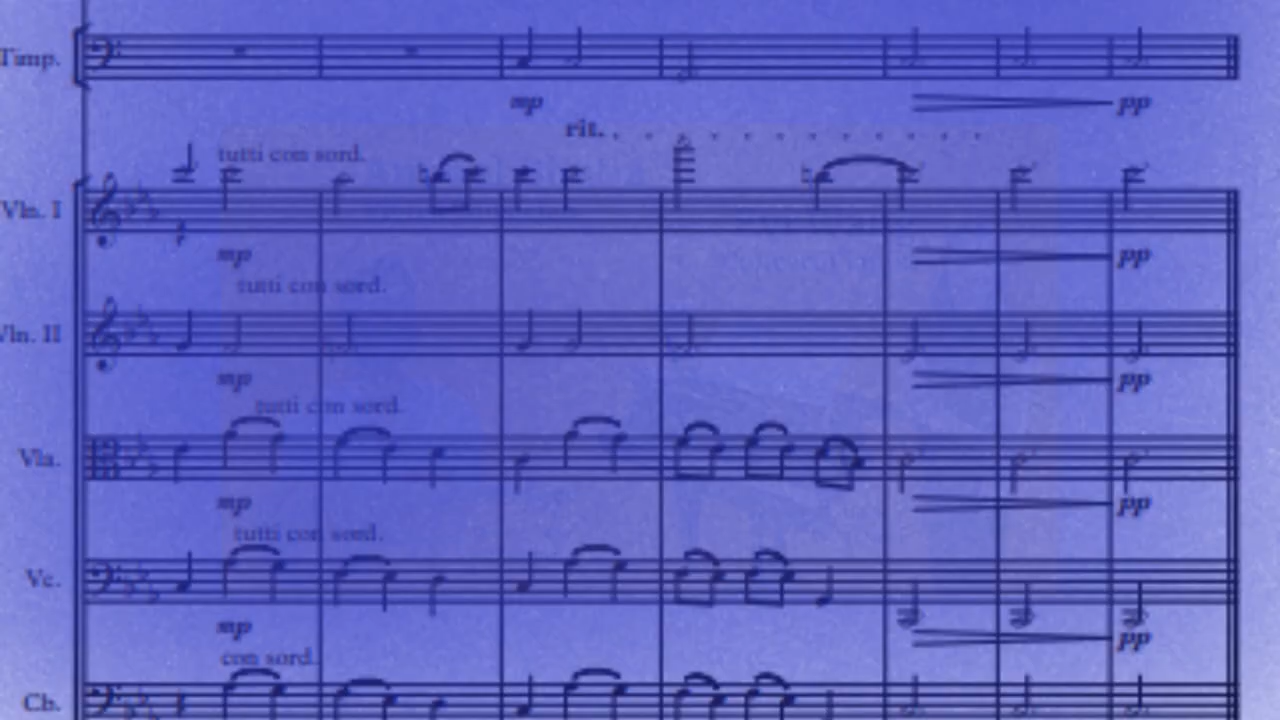 Timp.
mp
pp
rit.
tutti con sord.
Vln. I
mp
pp
tutti con sord.
Vln. II
mp
pp
tutti con sord.
Vla.
mp
pp
tutti con sord.
Vc.
mp
pp
con sord.
Cb.